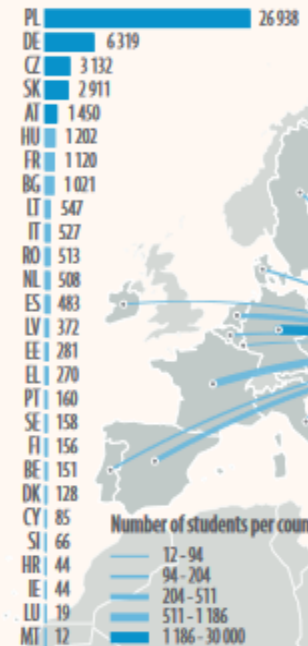 PL 26 938
DE 6 319
CZ 3 132
SK 2 911
AT 1 450
HU 1 202
FR 1 120
BG 1 021
LT 547
IT 527
RO 513
NL 508
ES 483
LV 372
EE 281
EL 270
PT 160
SE 158
FI 156
BE 151
DK 128
CY 85
SI 66
HR 44
IE 44
LU 19
MT 12
Number of students per coun
12 - 94
94 - 204
204 - 511
511 - 1 186
1 186 - 30 000